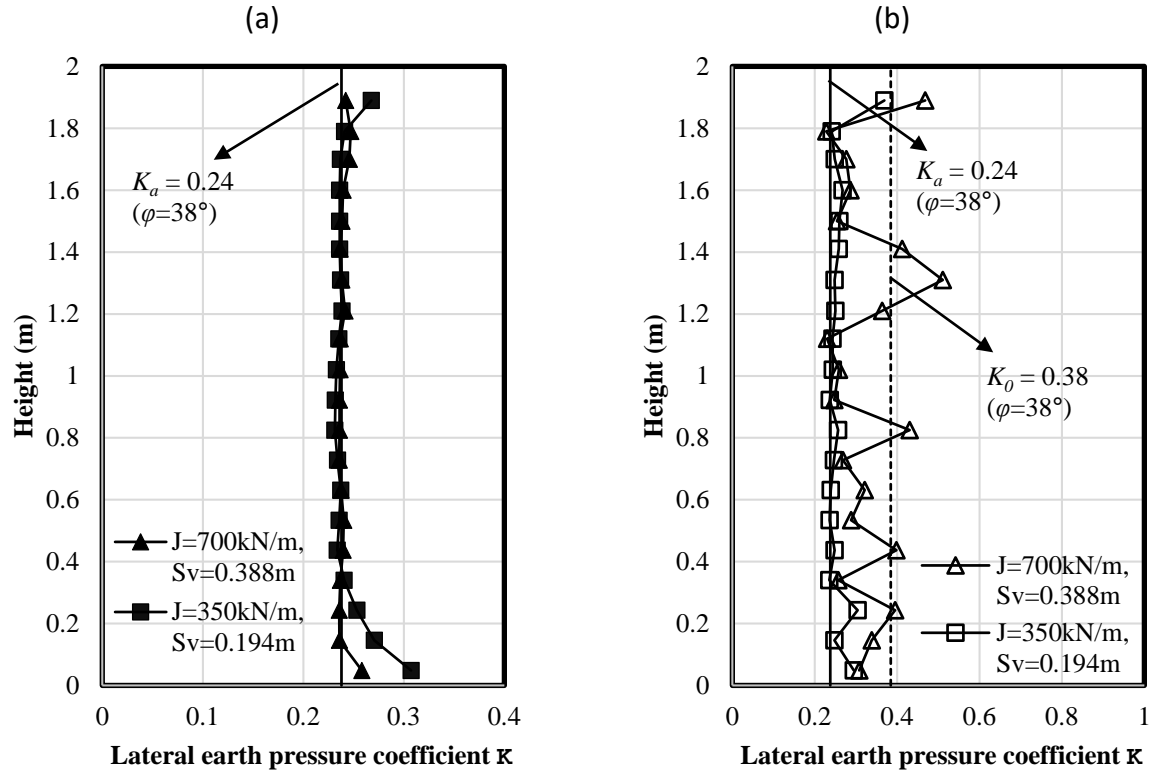 (a)
2
1.8
1.6
1.4
1.2
1
0.8
0.6
0.4
0.2
0
Height (m)
K_a = 0.24
(φ=38°)
J=700kN/m,
Sv=0.388m
J=350kN/m,
Sv=0.194m
0 0.1 0.2 0.3 0.4
Lateral earth pressure coefficient K
(b)
2
1.8
1.6
1.4
1.2
1
0.8
0.6
0.4
0.2
0
Height (m)
K_a = 0.24
(φ=38°)
K_0 = 0.38
(φ=38°)
J=700kN/m,
Sv=0.388m
J=350kN/m,
Sv=0.194m
0 0.2 0.4 0.6 0.8 1
Lateral earth pressure coefficient K